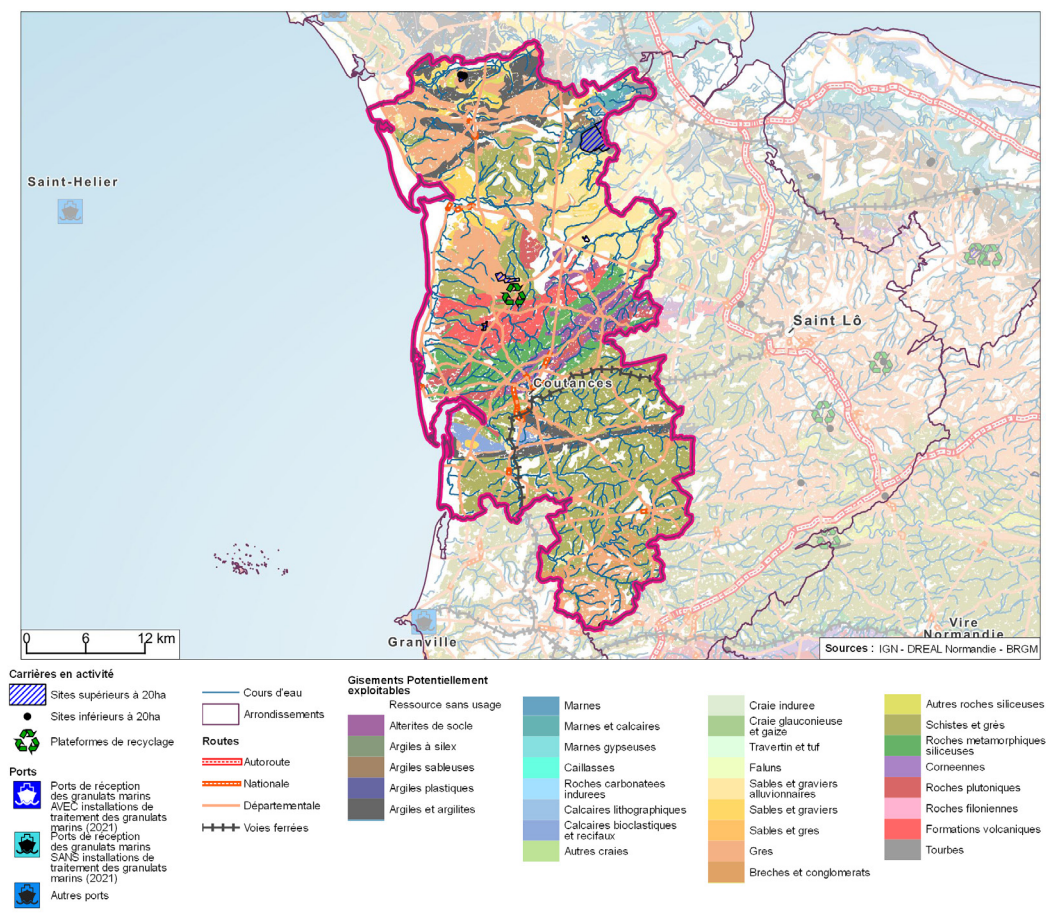 Saint-Helier
Saint Lô
Coutances
Granville
Vire
Normandie
0 6 12 km
Sources : IGN - DREAL Normandie - BRGM
Carrières en activité
Sites supérieurs à 20ha
Sites inférieurs à 20ha
Plateformes de recyclage
Ports
Ports de réception
des granulats marins
AVEC installations de
traitement des granulats
marins (2021)
Ports de réception
des granulats marins
SANS installations de
traitement des granulats
marins (2021)
Autres ports
Cours d'eau
Arrondissements
Routes
Autoroute
Nationale
Départementale
Voies ferrées
Gisements Potentiellement
exploitables
Ressource sans usage
Alterites de socle
Argiles à silex
Argiles sableuses
Argiles plastiques
Argiles et argilites
Marnes
Marnes et calcaires
Marnes gypseuses
Caillasses
Roches carbonatees
indurees
Calcaires lithographiques
Calcaires bioclastiques
et recifaux
Autres craies
Craie induree
Craie glauconieuse
et gaize
Travertin et tuf
Faluns
Sables et graviers
alluvionnaires
Sables et graviers
Sables et gres
Gres
Breches et conglomerats
Autres roches siliceuses
Schistes et grès
Roches metamorphiques
siliceuses
Corneennes
Roches plutoniques
Roches filoniennes
Formations volcaniques
Tourbes